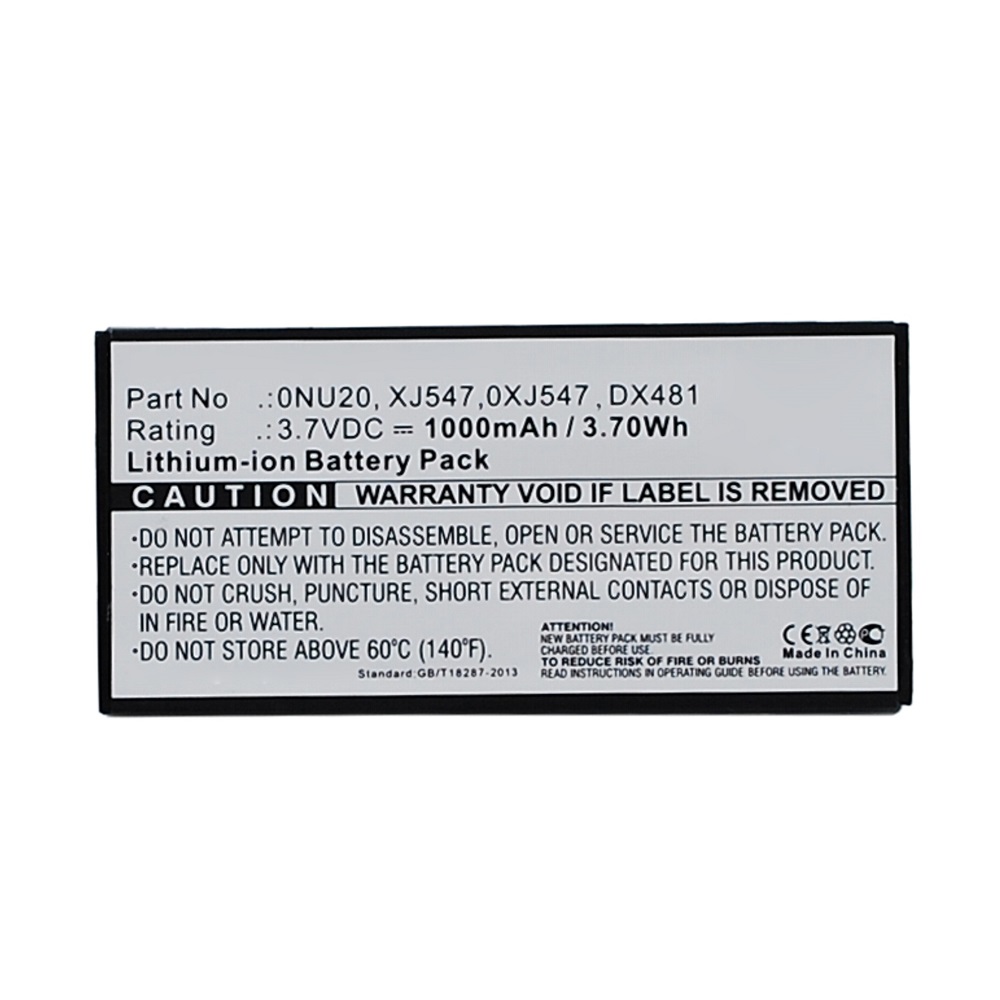 Part No .:0NU20, XJ547,0XJ547, DX481
Rating .:3.7VDC ⎓ 1000mAh / 3.70Wh
Lithium-ion Battery Pack
CAUTION WARRANTY VOID IF LABEL IS REMOVED
·DO NOT ATTEMPT TO DISASSEMBLE, OPEN OR SERVICE THE BATTERY PACK.
·REPLACE ONLY WITH THE BATTERY PACK DESIGNATED FOR THIS PRODUCT.
·DO NOT CRUSH, PUNCTURE, SHORT EXTERNAL CONTACTS OR DISPOSE OF
IN FIRE OR WATER.
·DO NOT STORE ABOVE 60°C (140°F).
Standard:GB/T18287-2013
ATTENTION!
NEW BATTERY PACK MUST BE FULLY
CHARGED BEFORE USE.
TO REDUCE RISK OF FIRE OR BURNS
READ INSTRUCTIONS IN OPERATING GUIDE BEFORE USING THE BATTERY.
CE
Made In China